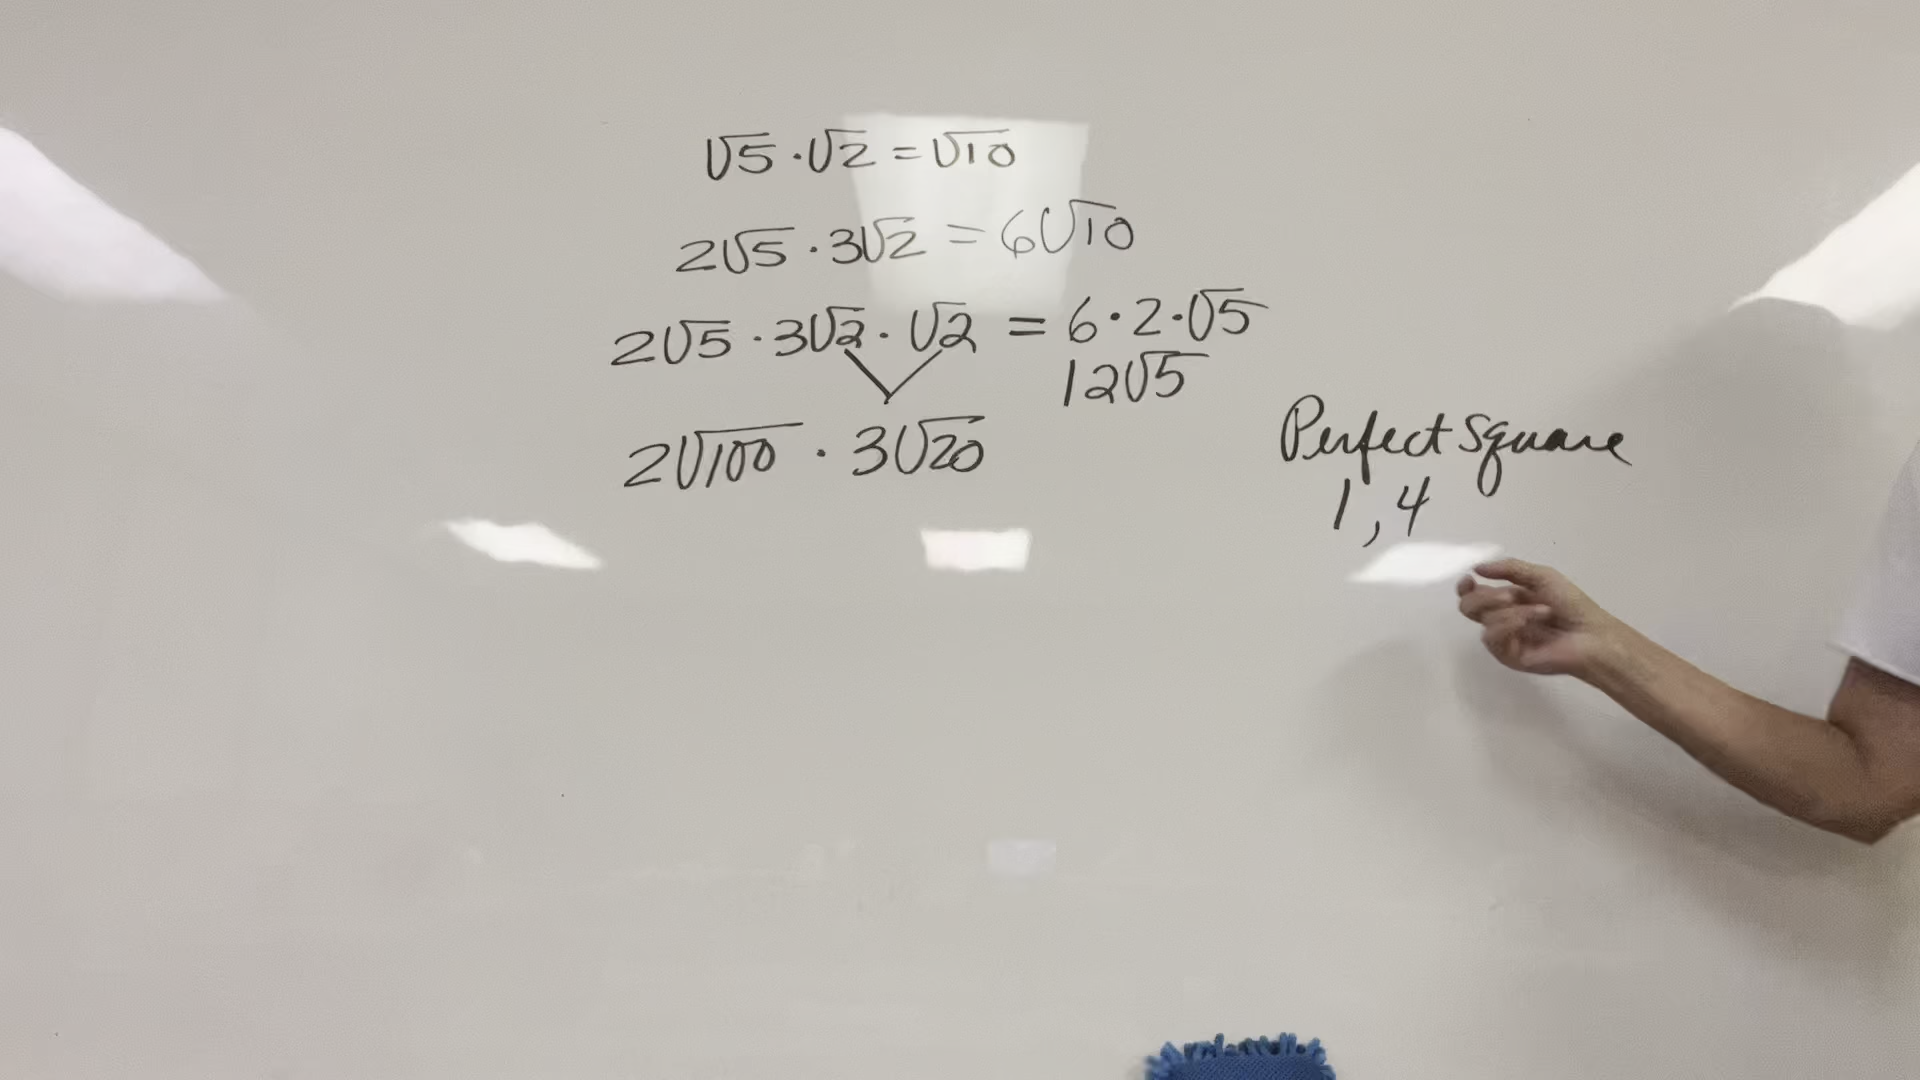 √5 · √2 = √10
2√5 · 3√2 = 6√10
2√5 · 3√2 · √2 = 6 · 2 · √5
12√5
2√100 · 3√20
Perfect Square
1, 4